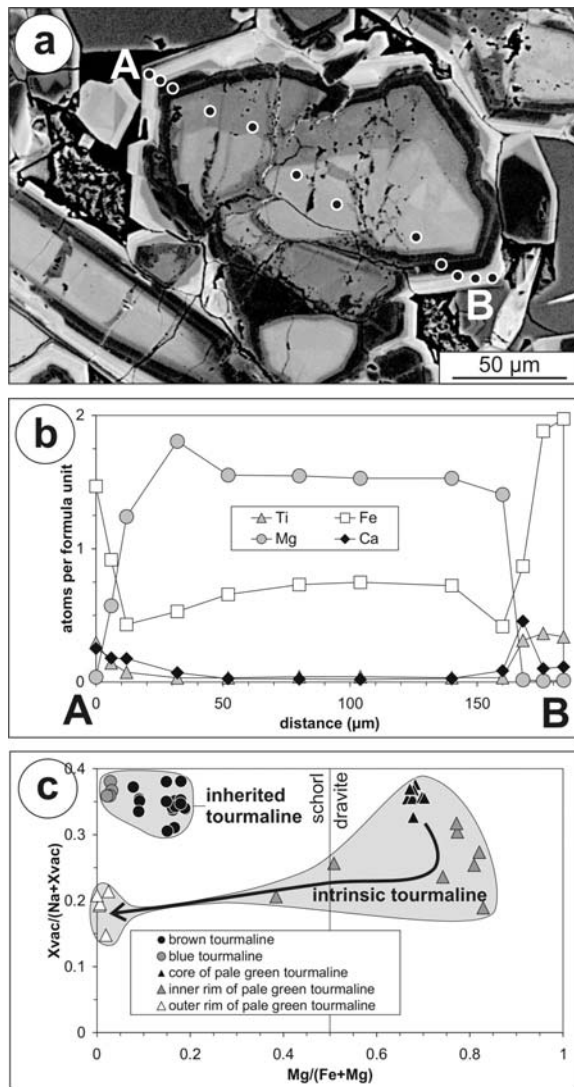 a
A
B
50 µm
b
2
1
0
atoms per formula unit
Ti Fe
Mg Ca
0 50 100 150
A distance (µm) B
c
0.4
0.3
0.2
0.1
0
Xvac/(Na+Xvac)
inherited
tourmaline
schorl
dravite
intrinsic tourmaline
brown tourmaline
blue tourmaline
core of pale green tourmaline
inner rim of pale green tourmaline
outer rim of pale green tourmaline
0 0.2 0.4 0.6 0.8 1
Mg/(Fe+Mg)